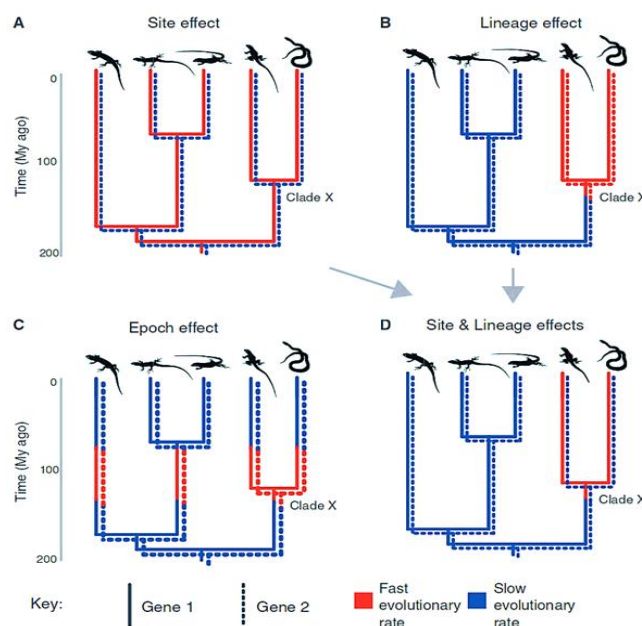 A Site effect
B Lineage effect
0
100
200
Time (My ago)
Clade X
Clade X
C Epoch effect
D Site & Lineage effects
0
100
200
Time (My ago)
Clade X
Clade X
Key:
Gene 1
Gene 2
Fast
evolutionary
rate
Slow
evolutionary
rate